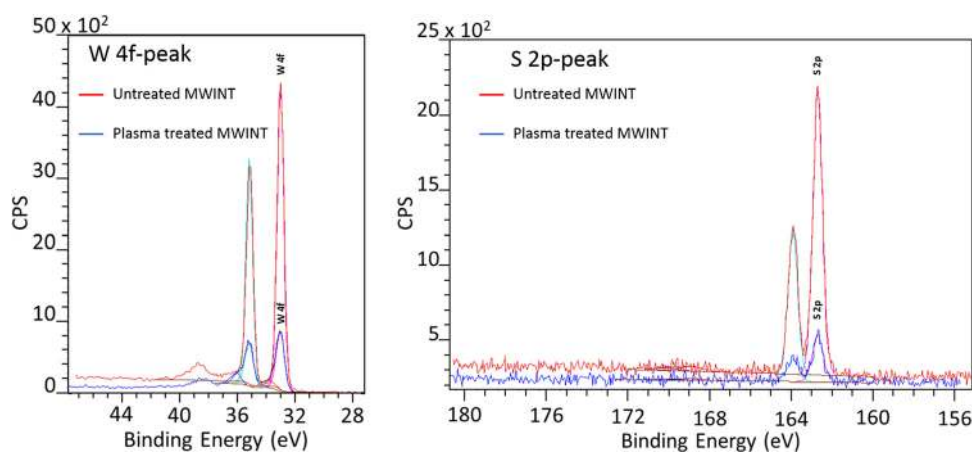 50 x 10²
W 4f-peak
Untreated MWINT
Plasma treated MWINT
W 4f
W 4f
40
30
20
10
0
CPS
44
40
36
32
28
Binding Energy (eV)
25 x 10²
S 2p-peak
Untreated MWINT
Plasma treated MWINT
S 2p
S 2p
20
15
10
5
CPS
180
176
172
168
164
160
156
Binding Energy (eV)